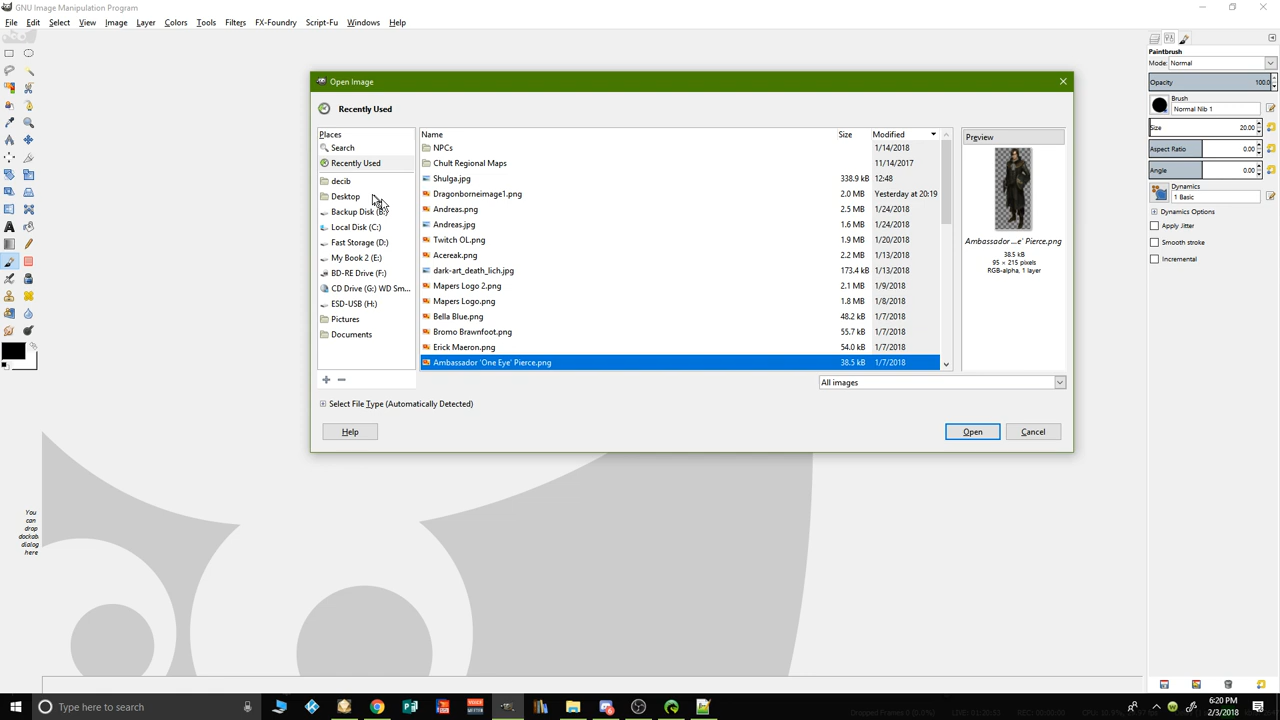 GNU Image Manipulation Program
File Edit Select View Image Layer Colors Tools Filters FX-Foundry Script-Fu Windows Help
Open Image
Recently Used
Places
Search
Recently Used
decib
Desktop
Backup Disk (B:)
Local Disk (C:)
Fast Storage (D:)
My Book 2 (E:)
BD-RE Drive (F:)
CD Drive (G:) WD Sm...
ESD-USB (H:)
Pictures
Documents
Name Size Modified
NPCs 1/14/2018
Chult Regional Maps 11/14/2017
Shulga.jpg 338.9 kB 12:48
Dragonborneimage1.png 2.0 MB Yesterday at 20:19
Andreas.png 2.5 MB 1/24/2018
Andreas.jpg 1.6 MB 1/24/2018
Twitch OL.png 1.9 MB 1/20/2018
Acereak.png 2.2 MB 1/13/2018
dark-art_death_lich.jpg 173.4 kB 1/13/2018
Mapers Logo 2.png 2.1 MB 1/9/2018
Mapers Logo.png 1.8 MB 1/8/2018
Bella Blue.png 48.2 kB 1/7/2018
Bromo Brawnfoot.png 55.7 kB 1/7/2018
Erick Maeron.png 54.0 kB 1/7/2018
Ambassador 'One Eye' Pierce.png 38.5 kB 1/7/2018
Preview
Ambassador ...e' Pierce.png
38.5 kB
95 × 215 pixels
RGB-alpha, 1 layer
All images
Select File Type (Automatically Detected)
Help
Open
Cancel
You
can
drop
dockab
dialog
here
Paintbrush
Mode: Normal
Opacity 100.0
Brush
Normal Nib 1
Size 20.00
Aspect Ratio 0.00
Angle 0.00
Dynamics
1 Basic
Dynamics Options
Apply Jitter
Smooth stroke
Incremental
Type here to search
6:20 PM
2/3/2018